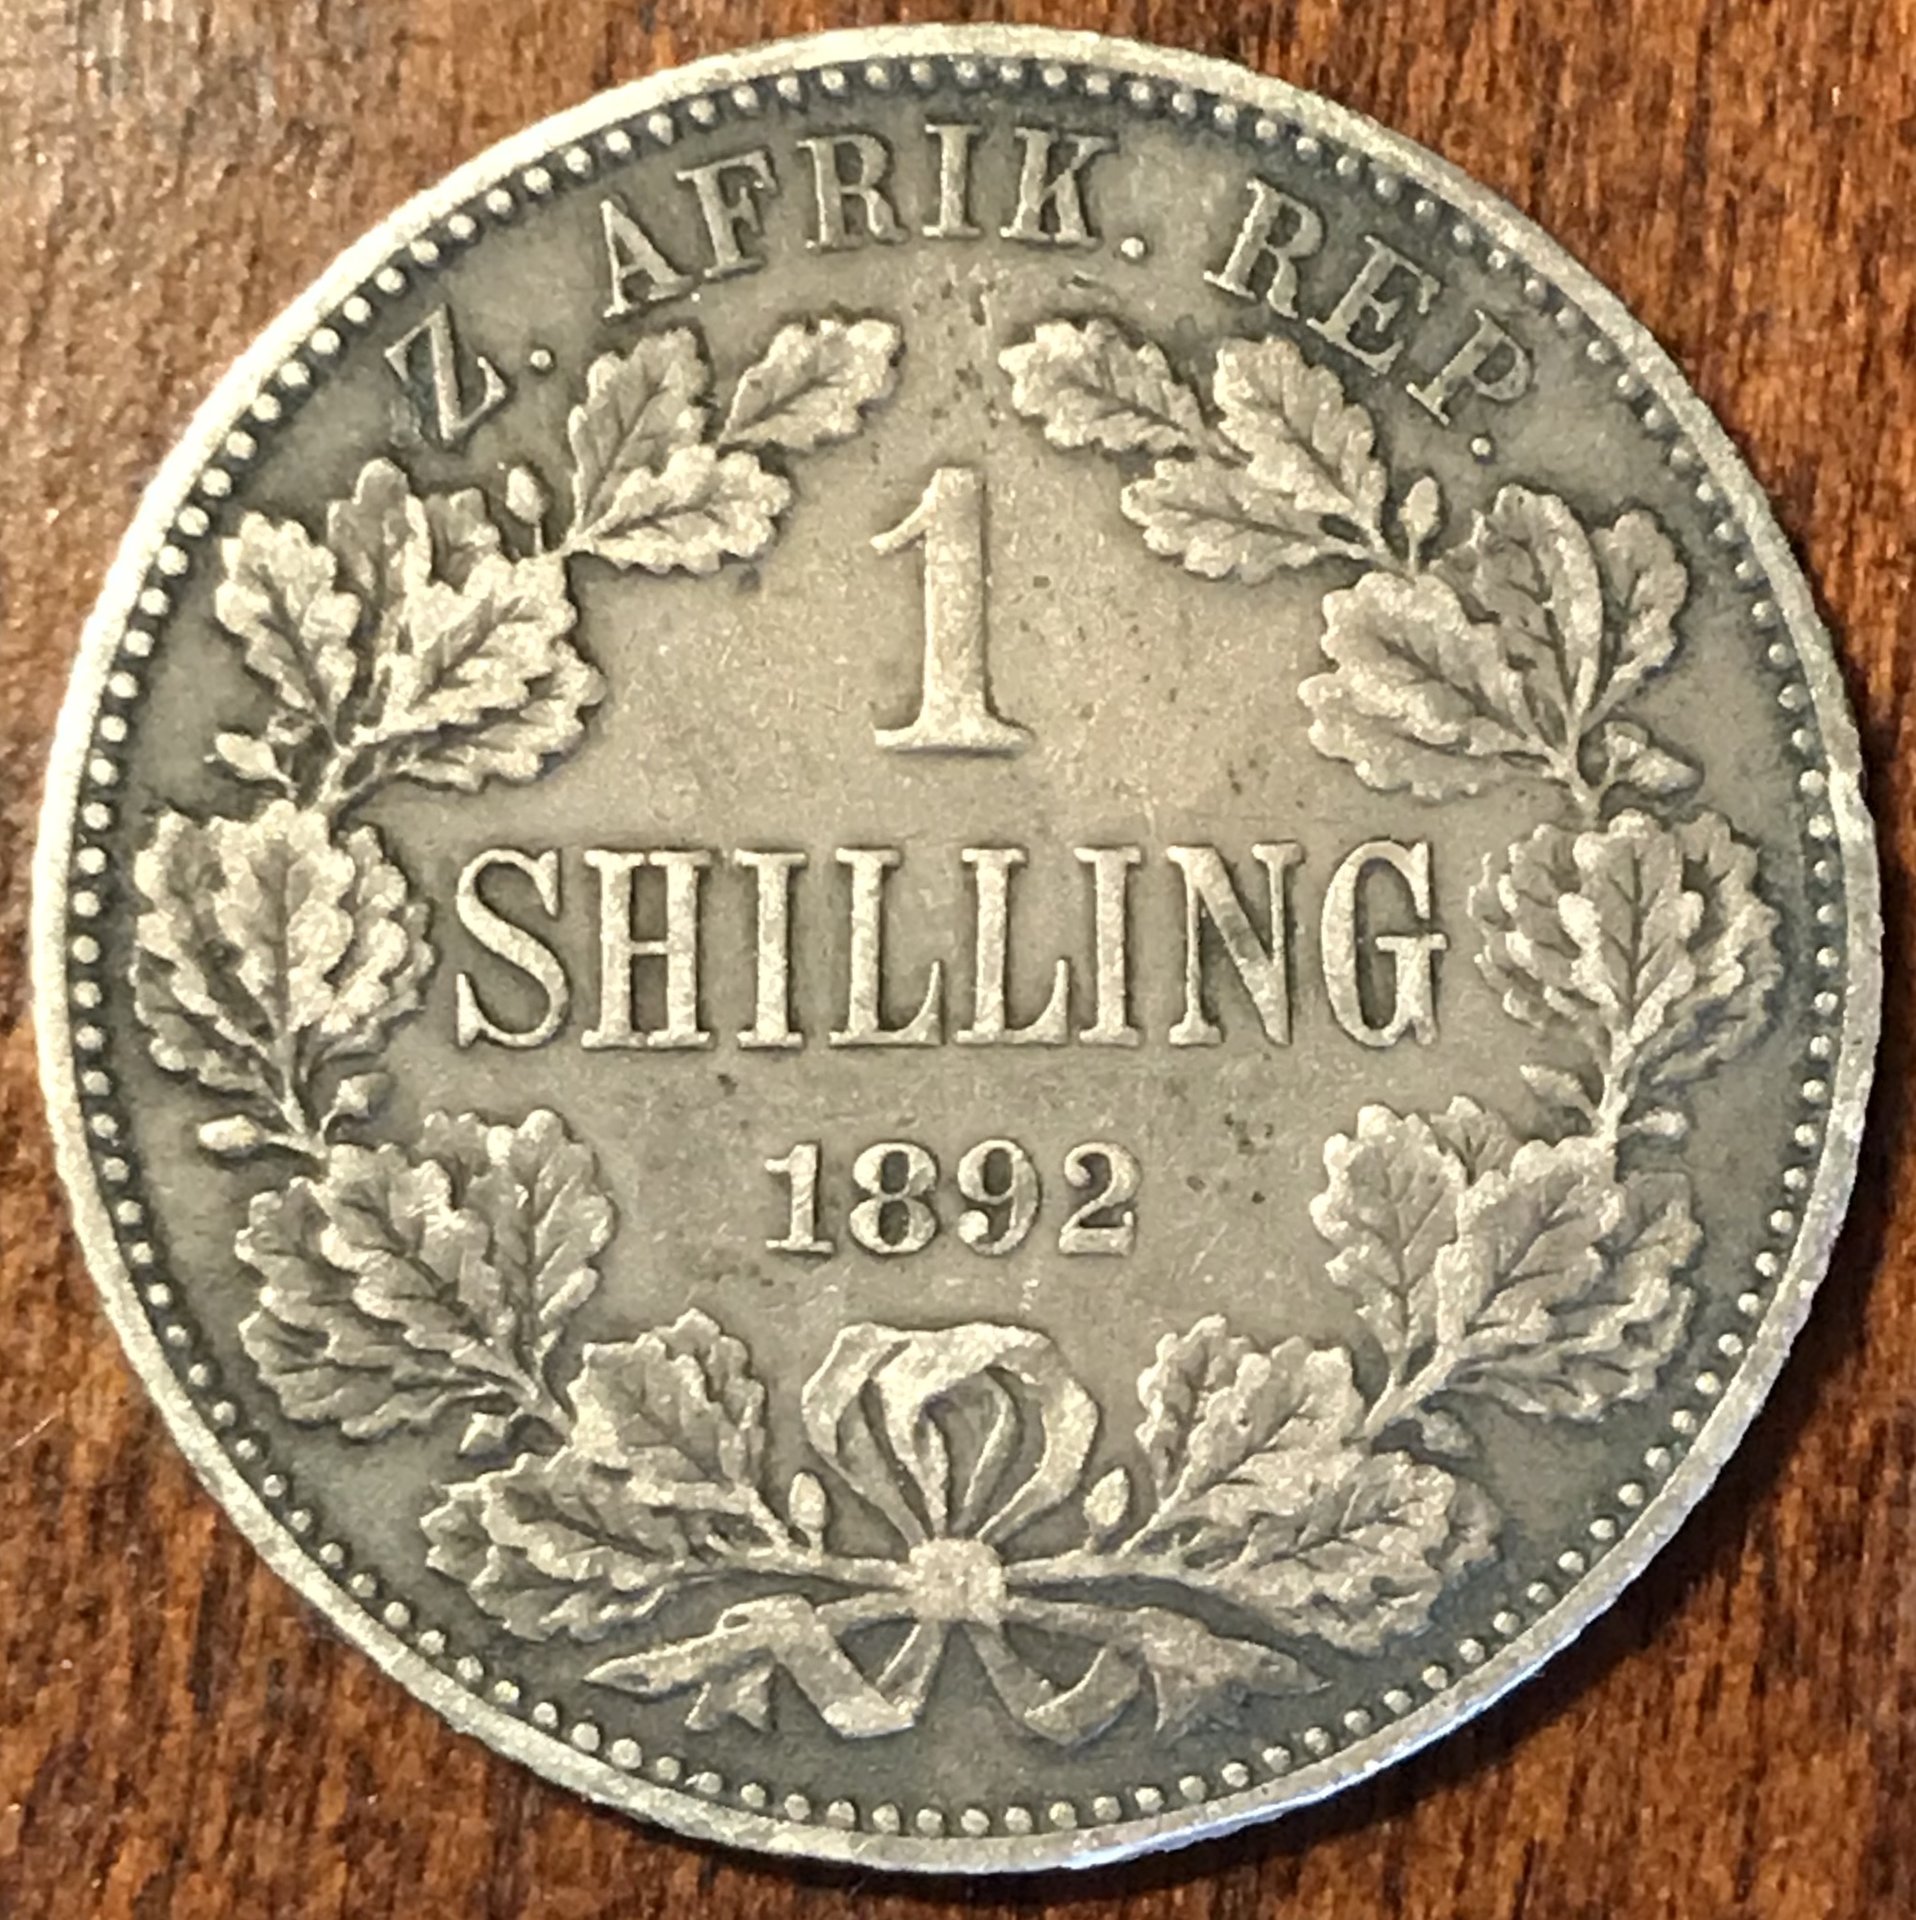 Z. AFRIK. REP.
1
SHILLING
1892